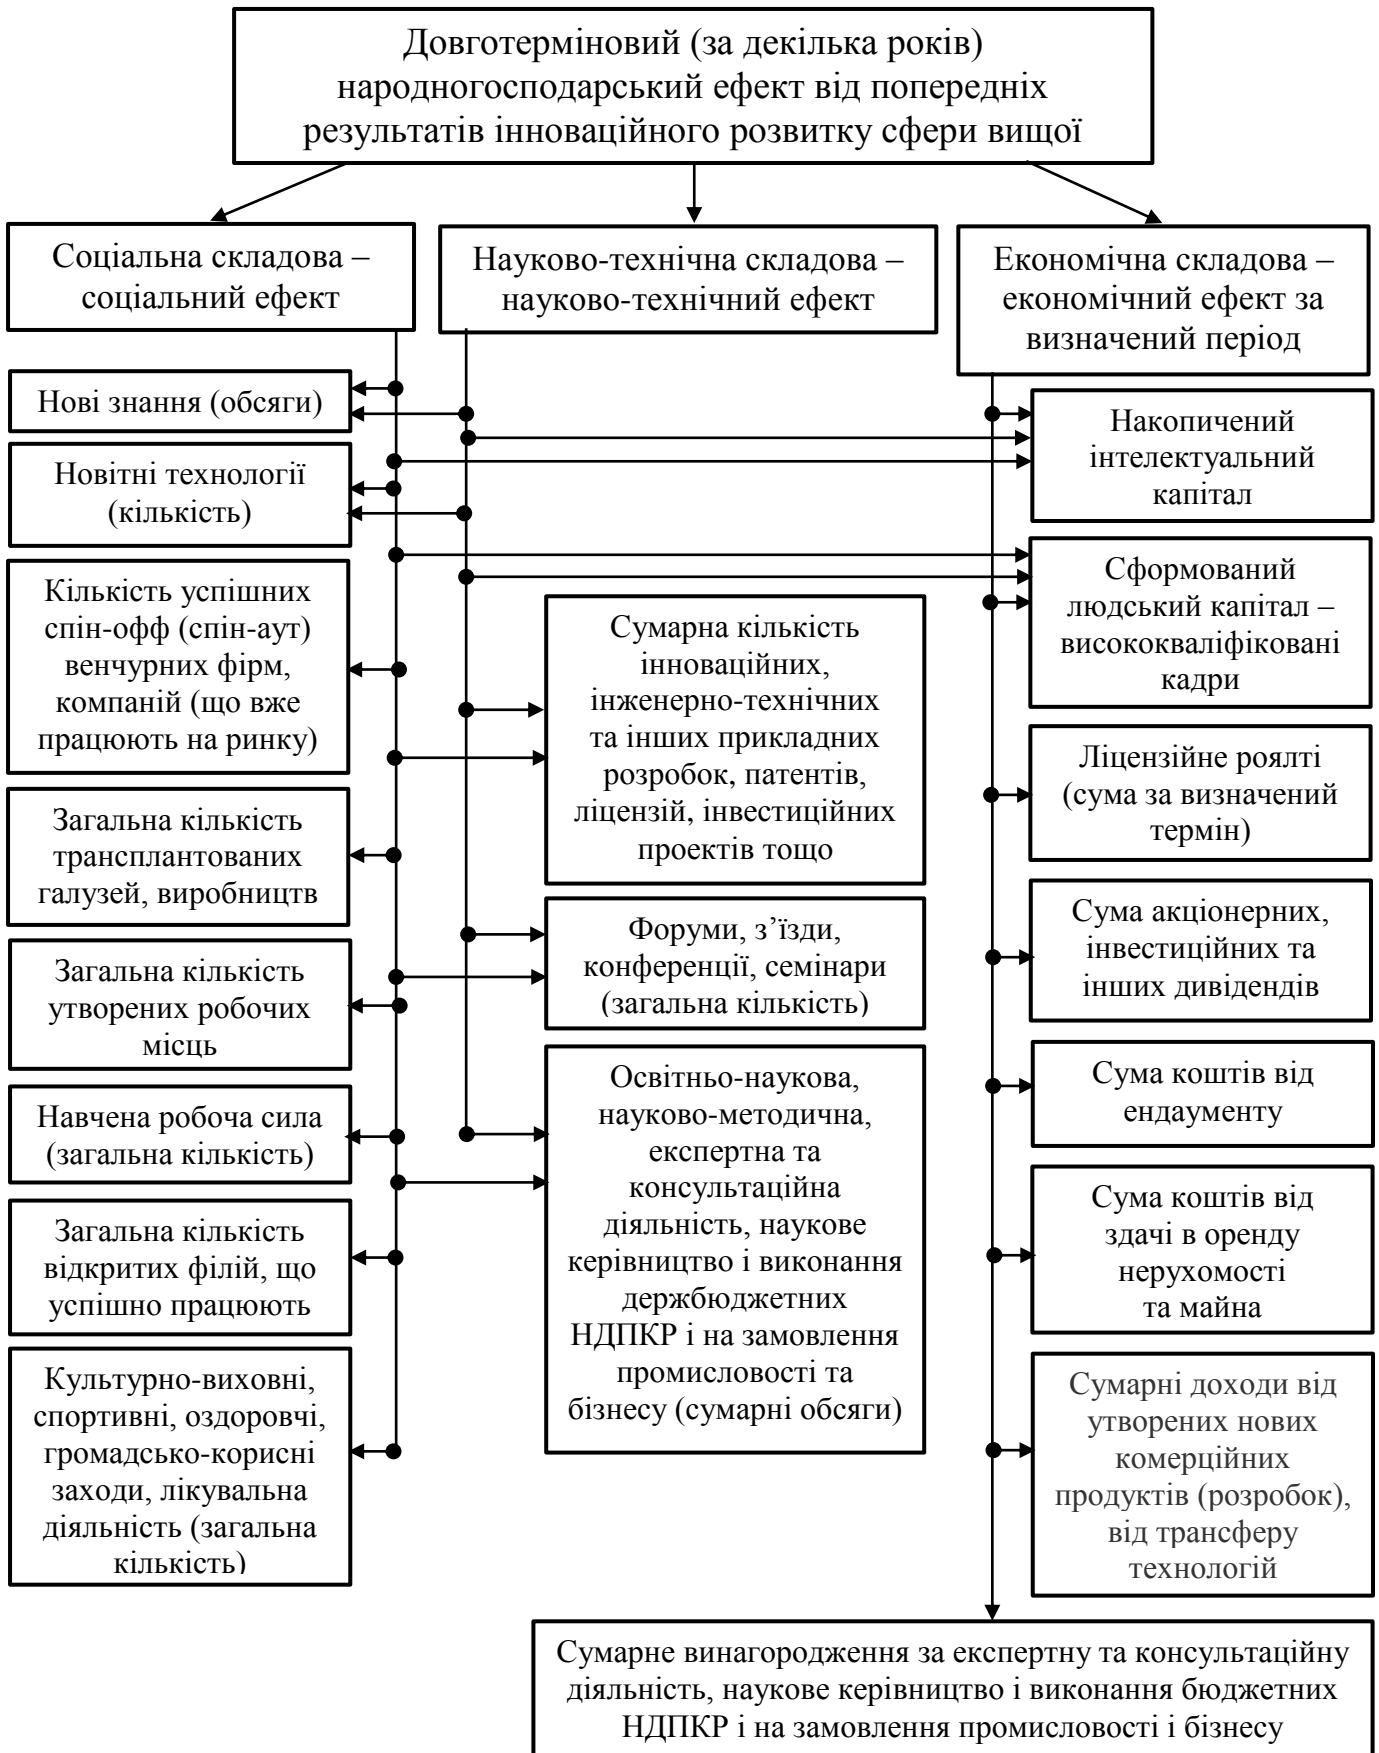 Довготерміновий (за декілька років)
народногосподарський ефект від попередніх
результатів інноваційного розвитку сфери вищої
Соціальна складова –
соціальний ефект
Науково-технічна складова –
науково-технічний ефект
Економічна складова –
економічний ефект за
визначений період
Нові знання (обсяги)
Новітні технології
(кількість)
Кількість успішних
спін-офф (спін-аут)
венчурних фірм,
компаній (що вже
працюють на ринку)
Загальна кількість
трансплантованих
галузей, виробництв
Загальна кількість
утворених робочих
місць
Навчена робоча сила
(загальна кількість)
Загальна кількість
відкритих філій, що
успішно працюють
Культурно-виховні,
спортивні, оздоровчі,
громадсько-корисні
заходи, лікувальна
діяльність (загальна
кількість)
Сумарна кількість
інноваційних,
інженерно-технічних
та інших прикладних
розробок, патентів,
ліцензій, інвестиційних
проектів тощо
Форуми, з’їзди,
конференції, семінари
(загальна кількість)
Освітньо-наукова,
науково-методична,
експертна та
консультаційна
діяльність, наукове
керівництво і виконання
держбюджетних
НДПКР і на замовлення
промисловості та
бізнесу (сумарні обсяги)
Накопичений
інтелектуальний
капітал
Сформований
людський капітал –
висококваліфіковані
кадри
Ліцензійне роялті
(сума за визначений
термін)
Сума акціонерних,
інвестиційних та
інших дивідендів
Сума коштів від
ендаументу
Сума коштів від
здачі в оренду
нерухомості
та майна
Сумарні доходи від
утворених нових
комерційних
продуктів (розробок),
від трансферу
технологій
Сумарне винагородження за експертну та консультаційну
діяльність, наукове керівництво і виконання бюджетних
НДПКР і на замовлення промисловості і бізнесу